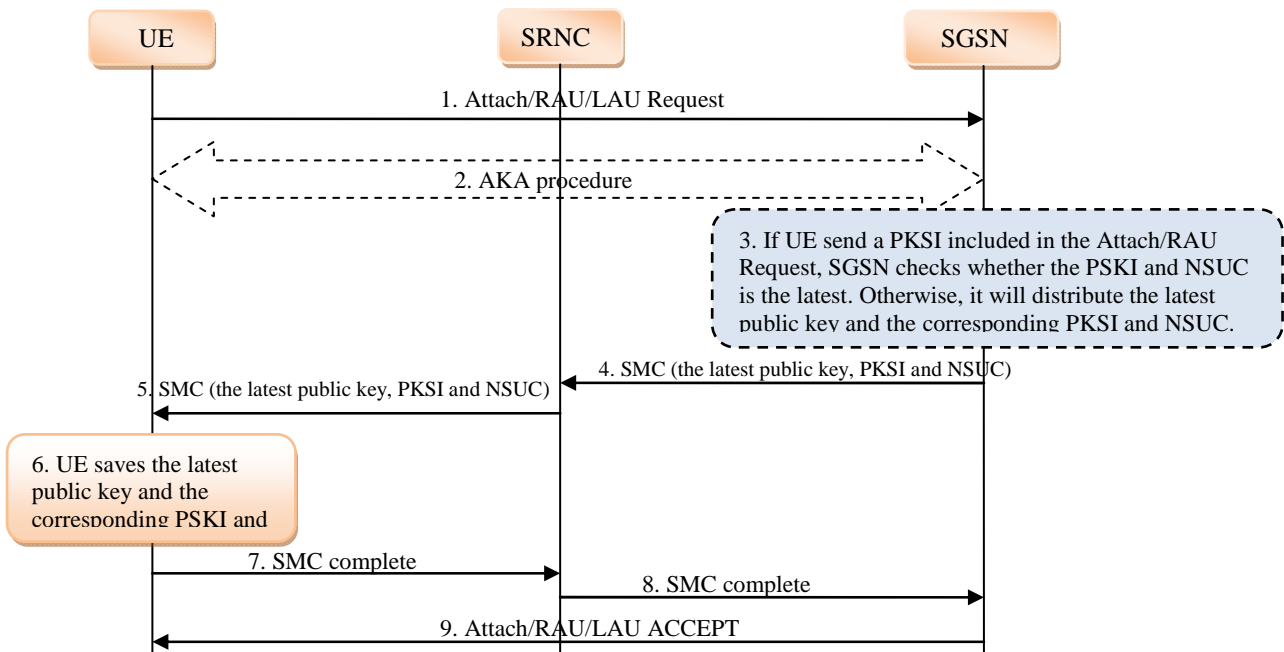 UE
SRNC
SGSN
1. Attach/RAU/LAU Request
2. AKA procedure
3. If UE send a PKSI included in the Attach/RAU
Request, SGSN checks whether the PSKI and NSUC
is the latest. Otherwise, it will distribute the latest
public key and the corresponding PKSI and NSUC.
4. SMC (the latest public key, PKSI and NSUC)
5. SMC (the latest public key, PKSI and NSUC)
6. UE saves the latest
public key and the
corresponding PSKI and
7. SMC complete
8. SMC complete
9. Attach/RAU/LAU ACCEPT